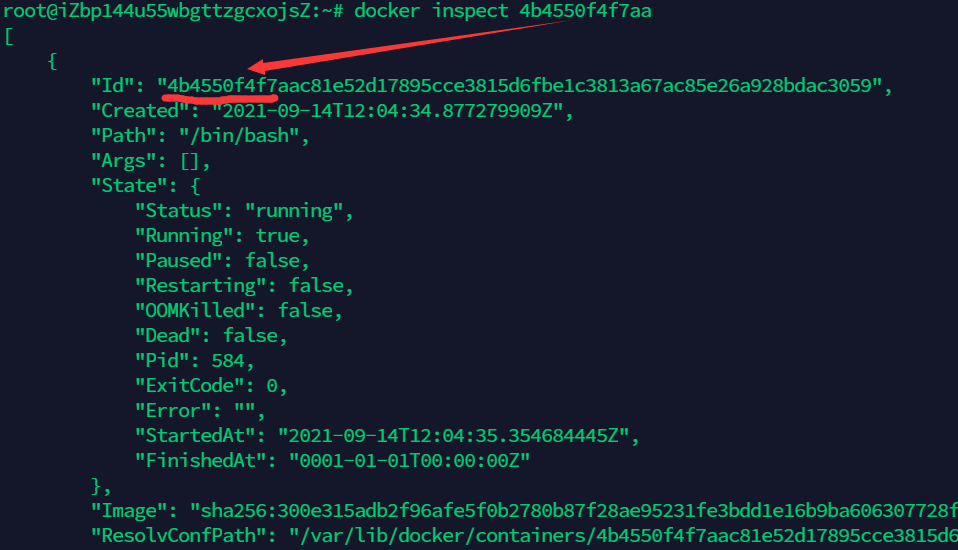 root@iZbp144u55wbgttzgcxojsZ:~# docker inspect 4b4550f4f7aa
[
    {
        "Id": "4b4550f4f7aac81e52d17895cce3815d6fbe1c3813a67ac85e26a928bdac3059",
        "Created": "2021-09-14T12:04:34.877279909Z",
        "Path": "/bin/bash",
        "Args": [],
        "State": {
            "Status": "running",
            "Running": true,
            "Paused": false,
            "Restarting": false,
            "OOMKilled": false,
            "Dead": false,
            "Pid": 584,
            "ExitCode": 0,
            "Error": "",
            "StartedAt": "2021-09-14T12:04:35.354684445Z",
            "FinishedAt": "0001-01-01T00:00:00Z"
        },
        "Image": "sha256:300e315adb2f96afe5f0b2780b87f28ae95231fe3bdd1e16b9ba606307728f
        "ResolvConfPath": "/var/lib/docker/containers/4b4550f4f7aac81e52d17895cce3815d6